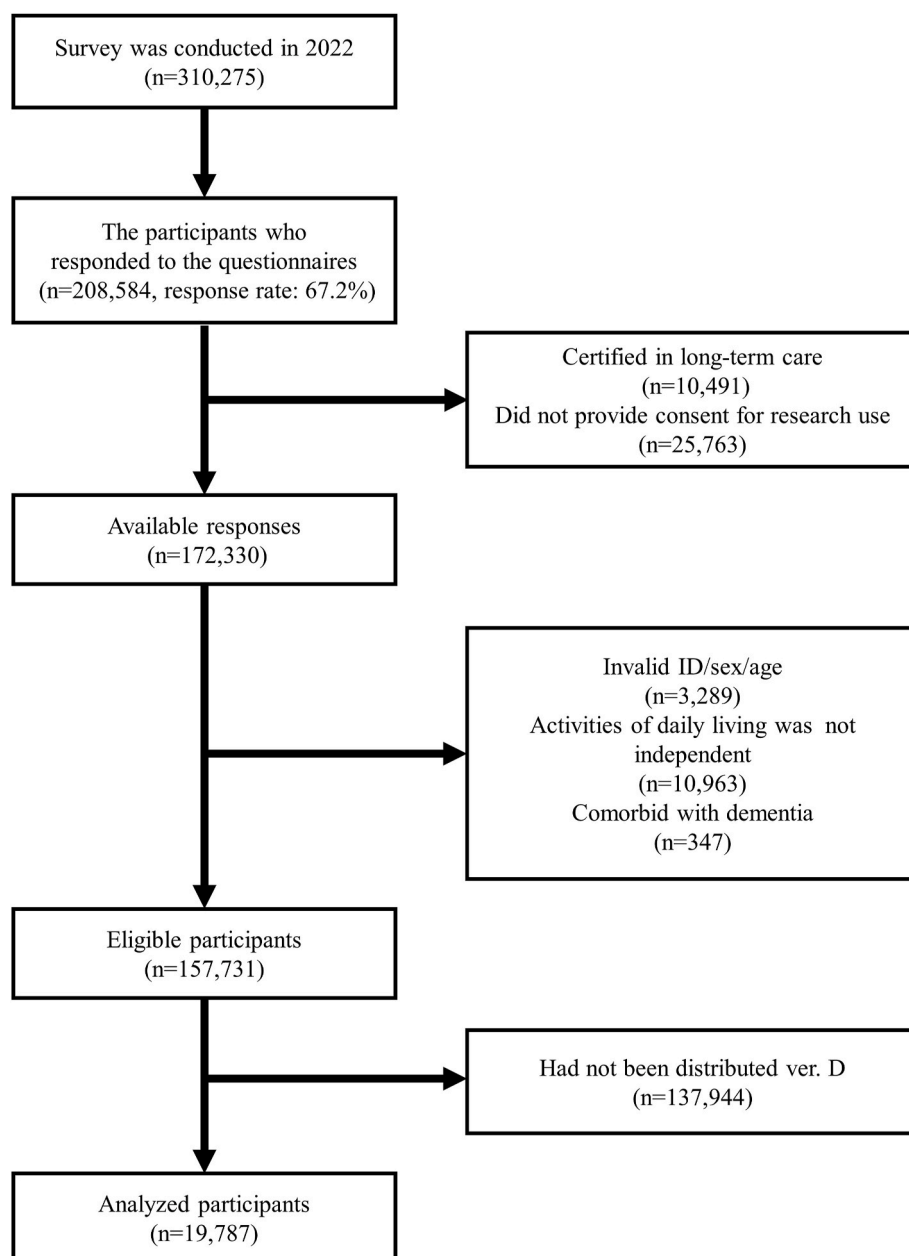 Survey was conducted in 2022
(n=310,275)
The participants who
responded to the questionnaires
(n=208,584, response rate: 67.2%)
Certified in long-term care
(n=10,491)
Did not provide consent for research use
(n=25,763)
Available responses
(n=172,330)
Invalid ID/sex/age
(n=3,289)
Activities of daily living was not
independent
(n=10,963)
Comorbid with dementia
(n=347)
Eligible participants
(n=157,731)
Had not been distributed ver. D
(n=137,944)
Analyzed participants
(n=19,787)